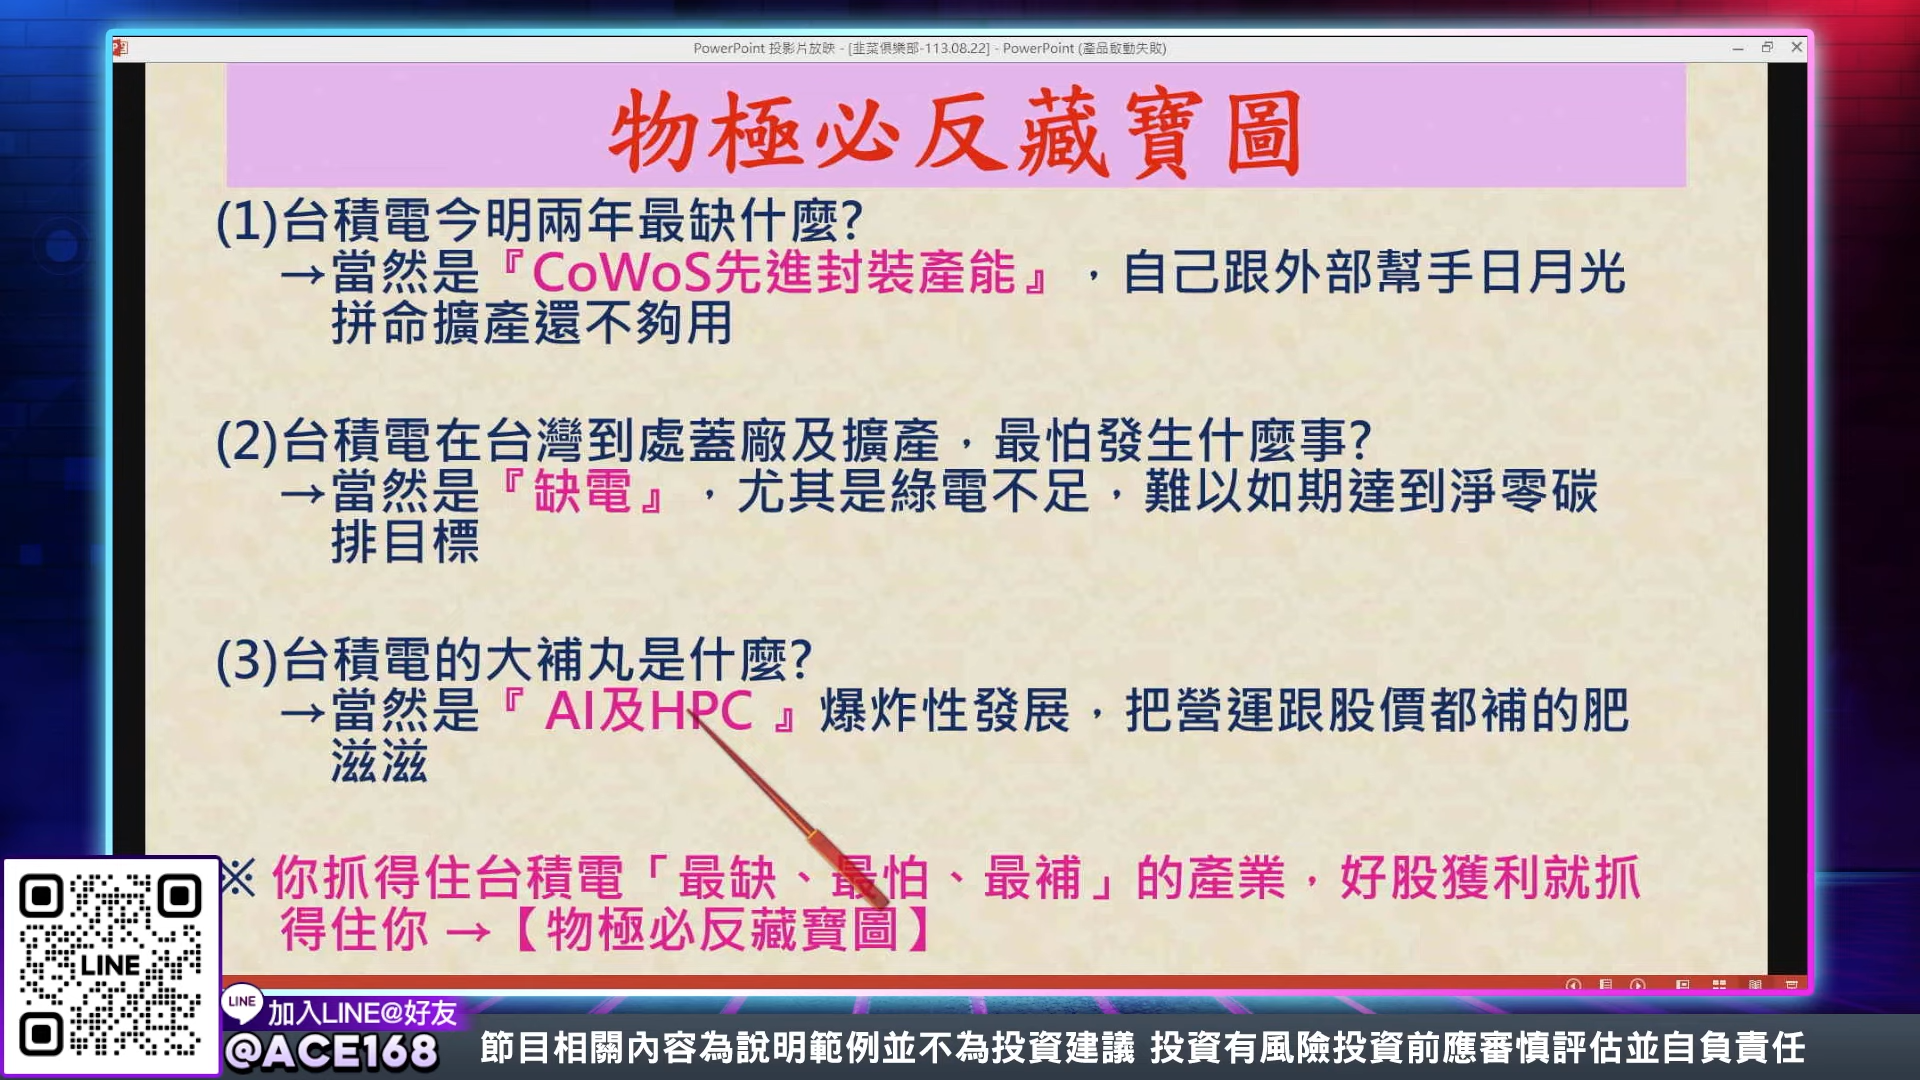 PowerPoint 投影片放映 - [韭菜俱樂部-113.08.22] - PowerPoint (產品啟動失敗)
物極必反藏寶圖
(1)台積電今明兩年最缺什麼?
→當然是『CoWoS先進封裝產能』，自己跟外部幫手日月光
拼命擴產還不夠用
(2)台積電在台灣到處蓋廠及擴產，最怕發生什麼事?
→當然是『缺電』，尤其是綠電不足，難以如期達到淨零碳
排目標
(3)台積電的大補丸是什麼?
→當然是『 AI及HPC 』爆炸性發展，把營運跟股價都補的肥
滋滋
※ 你抓得住台積電「最缺、最怕、最補」的產業，好股獲利就抓
得住你 →【物極必反藏寶圖】
LINE
LINE 加入LINE@好友
@ACE168
節目相關內容為說明範例並不為投資建議 投資有風險投資前應審慎評估並自負責任